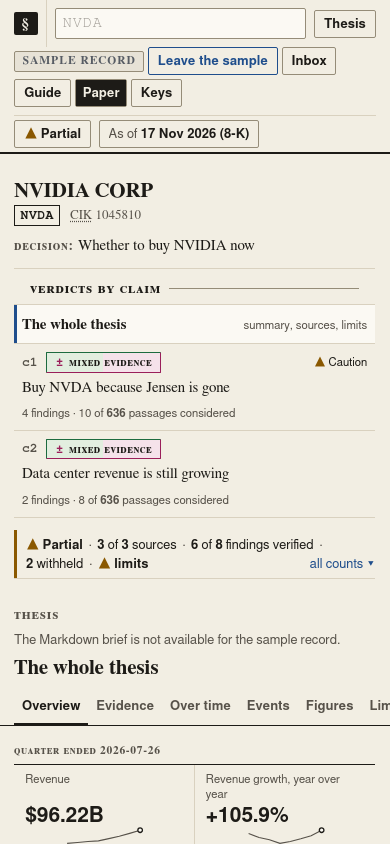 § NVDA Thesis
SAMPLE RECORD Leave the sample Inbox
Guide Paper Keys
▲ Partial As of 17 Nov 2026 (8-K)
NVIDIA CORP
NVDA CIK 1045810
DECISION: Whether to buy NVIDIA now
VERDICTS BY CLAIM
The whole thesis summary, sources, limits
c1 ± MIXED EVIDENCE ▲ Caution
Buy NVDA because Jensen is gone
4 findings · 10 of 636 passages considered
c2 ± MIXED EVIDENCE
Data center revenue is still growing
2 findings · 8 of 636 passages considered
▲ Partial · 3 of 3 sources · 6 of 8 findings verified ·
2 withheld · ▲ limits all counts ▾
THESIS
The Markdown brief is not available for the sample record.
The whole thesis
Overview Evidence Over time Events Figures Lim
QUARTER ENDED 2026-07-26
Revenue
$96.22B
Revenue growth, year over
year
+105.9%